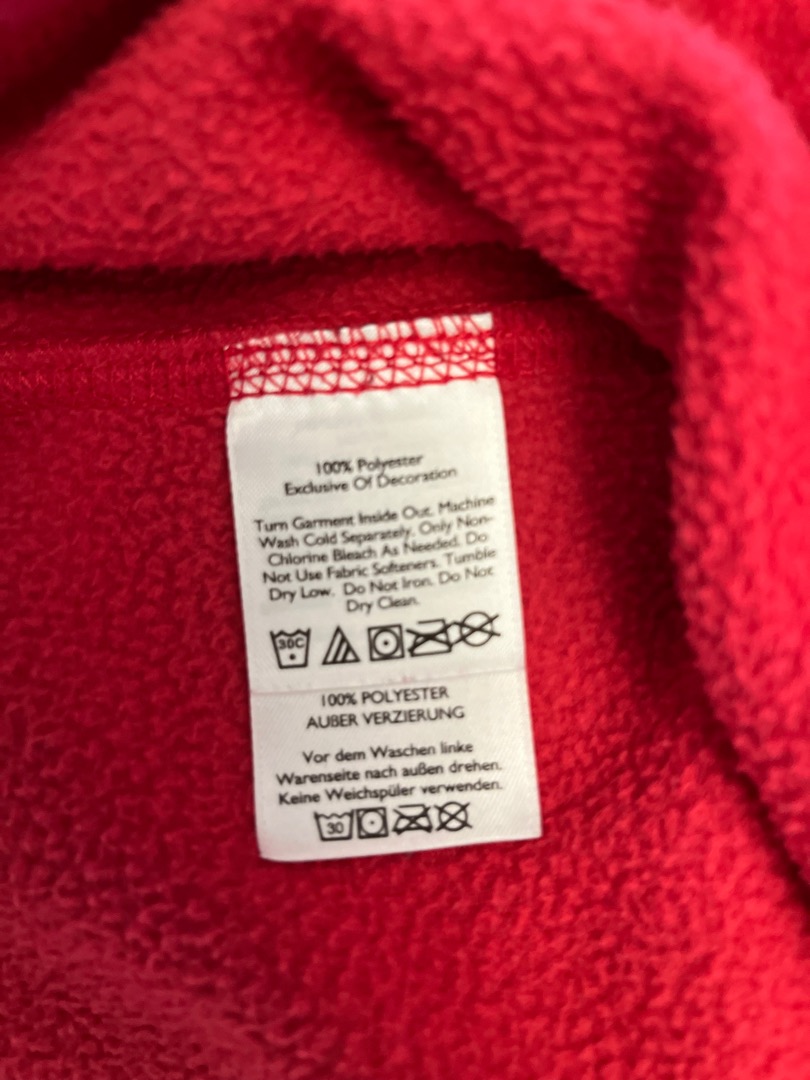 100% Polyester
Exclusive Of Decoration
Turn Garment Inside Out. Machine
Wash Cold Separately. Only Non-
Chlorine Bleach As Needed. Do
Not Use Fabric Softeners. Tumble
Dry Low. Do Not Iron. Do Not
Dry Clean.
30C
100% POLYESTER
AUßER VERZIERUNG
Vor dem Waschen linke
Warenseite nach außen drehen.
Keine Weichspüler verwenden.
30